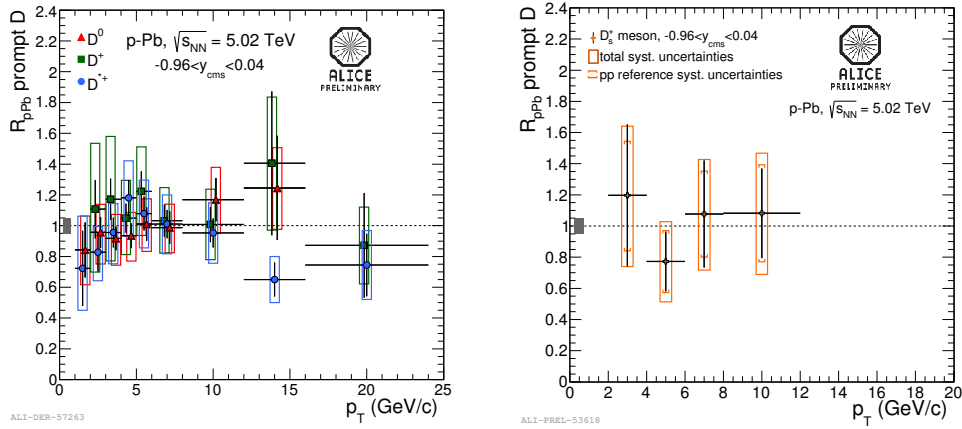 R_pPb prompt D
2.4
2.2
2
1.8
1.6
1.4
1.2
1
0.8
0.6
0.4
0.2
0
D^0
D^+
D^*+
p-Pb, √s_NN = 5.02 TeV
-0.96<y_cms<0.04
ALICE
PRELIMINARY
0 5 10 15 20 25
p_T (GeV/c)
ALI-DER-57263
R_pPb prompt D
2.4
2.2
2
1.8
1.6
1.4
1.2
1
0.8
0.6
0.4
0.2
0
D_s^+ meson, -0.96<y_cms<0.04
total syst. uncertainties
pp reference syst. uncertainties
ALICE
PRELIMINARY
p-Pb, √s_NN = 5.02 TeV
0 2 4 6 8 10 12 14 16 18 20
p_T (GeV/c)
ALI-PREL-53618